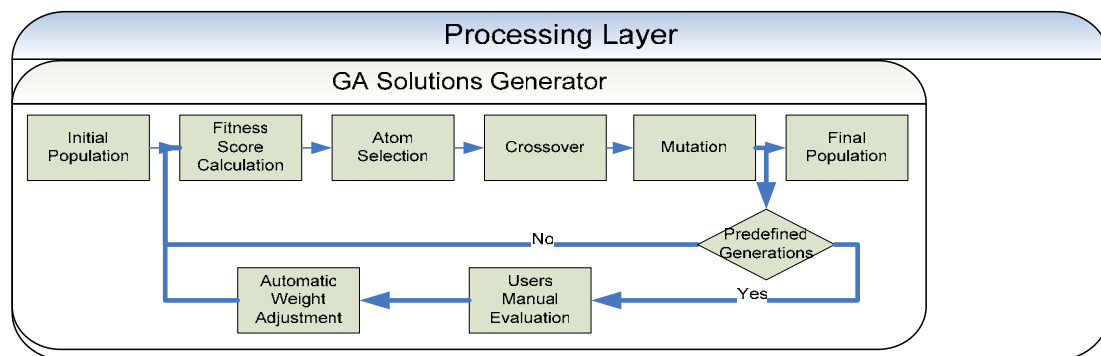 Processing Layer
GA Solutions Generator
Initial
Population
Fitness
Score
Calculation
Atom
Selection
Crossover
Mutation
Final
Population
Predefined
Generations
No
Yes
Automatic
Weight
Adjustment
Users
Manual
Evaluation